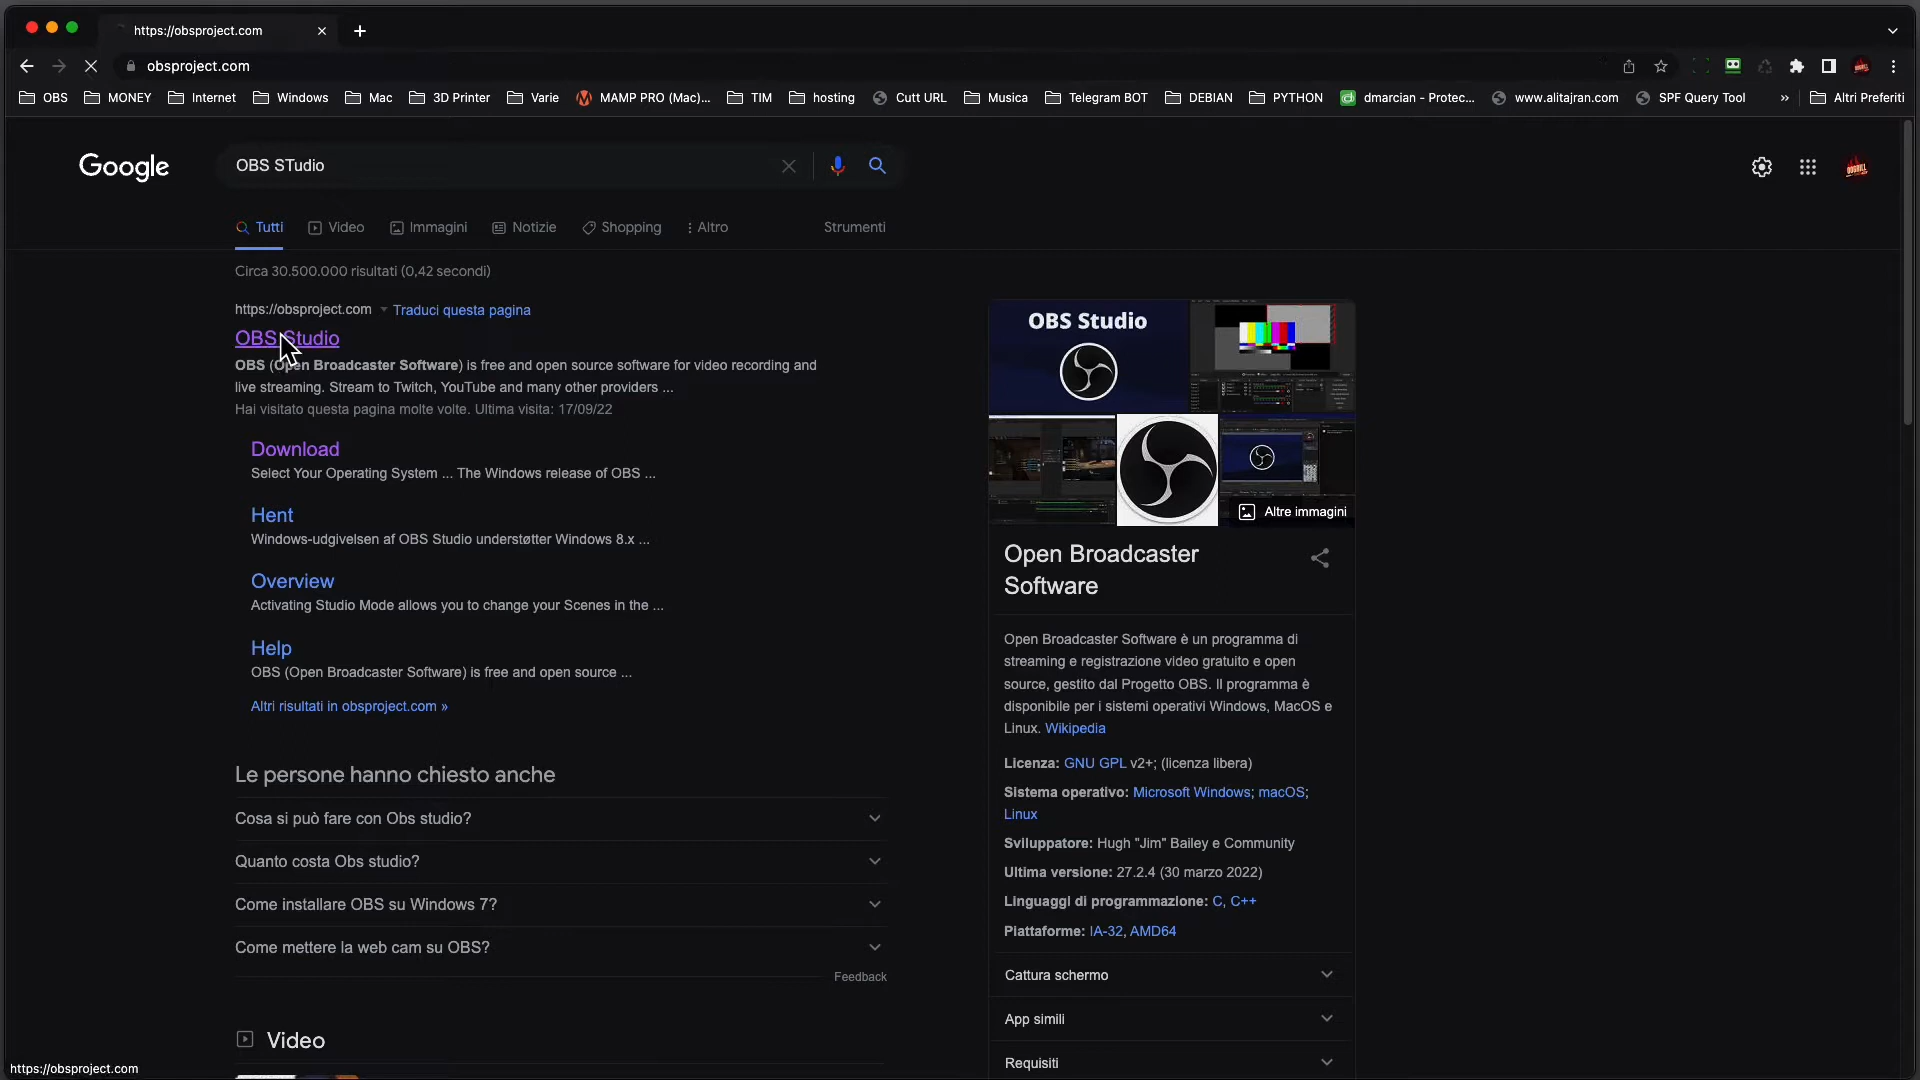 https://obsproject.com
obsproject.com
OBS
MONEY
Internet
Windows
Mac
3D Printer
Varie
MAMP PRO (Mac)...
TIM
hosting
Cutt URL
Musica
Telegram BOT
DEBIAN
PYTHON
dmarcian - Protec...
www.alitajran.com
SPF Query Tool
»
Altri Preferiti
Google
OBS STudio
Tutti
Video
Immagini
Notizie
Shopping
Altro
Strumenti
Circa 30.500.000 risultati (0,42 secondi)
https://obsproject.com
Traduci questa pagina
OBS Studio
OBS (Open Broadcaster Software) is free and open source software for video recording and
live streaming. Stream to Twitch, YouTube and many other providers ...
Hai visitato questa pagina molte volte. Ultima visita: 17/09/22
Download
Select Your Operating System ... The Windows release of OBS ...
Hent
Windows-udgivelsen af OBS Studio understøtter Windows 8.x ...
Overview
Activating Studio Mode allows you to change your Scenes in the ...
Help
OBS (Open Broadcaster Software) is free and open source ...
Altri risultati in obsproject.com »
Le persone hanno chiesto anche
Cosa si può fare con Obs studio?
Quanto costa Obs studio?
Come installare OBS su Windows 7?
Come mettere la web cam su OBS?
Feedback
Video
OBS Studio
Altre immagini
Open Broadcaster
Software
Open Broadcaster Software è un programma di
streaming e registrazione video gratuito e open
source, gestito dal Progetto OBS. Il programma è
disponibile per i sistemi operativi Windows, MacOS e
Linux. Wikipedia
Licenza: GNU GPL v2+; (licenza libera)
Sistema operativo: Microsoft Windows; macOS;
Linux
Sviluppatore: Hugh "Jim" Bailey e Community
Ultima versione: 27.2.4 (30 marzo 2022)
Linguaggi di programmazione: C, C++
Piattaforme: IA-32, AMD64
Cattura schermo
App simili
Requisiti
https://obsproject.com